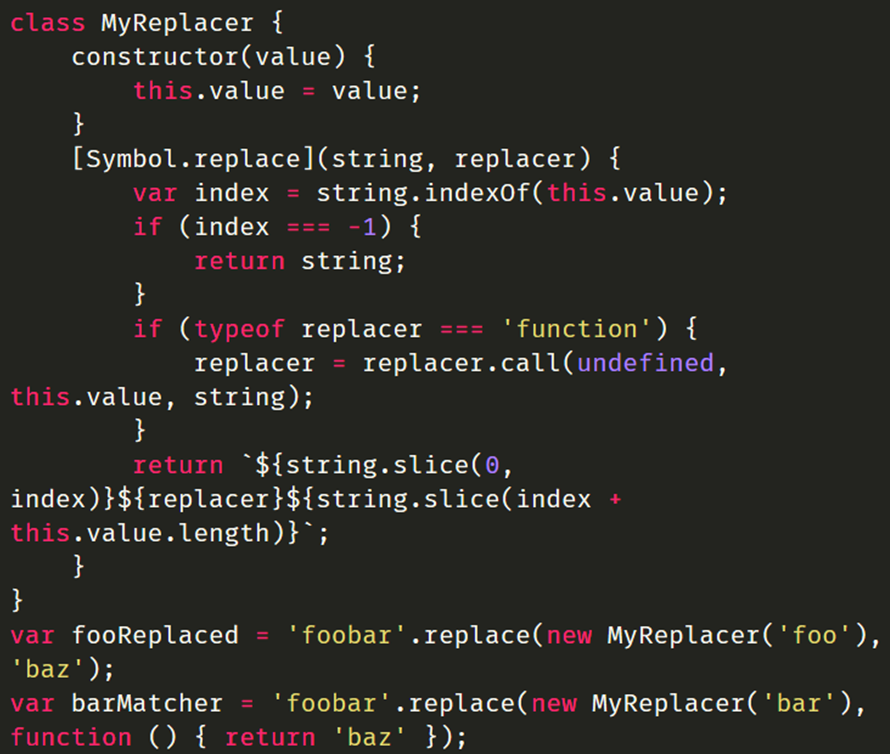 class MyReplacer {
    constructor(value) {
        this.value = value;
    }
    [Symbol.replace](string, replacer) {
        var index = string.indexOf(this.value);
        if (index === -1) {
            return string;
        }
        if (typeof replacer === 'function') {
            replacer = replacer.call(undefined,
this.value, string);
        }
        return `${string.slice(0,
index)}${replacer}${string.slice(index +
this.value.length)}`;
    }
}
var fooReplaced = 'foobar'.replace(new MyReplacer('foo'),
'baz');
var barMatcher = 'foobar'.replace(new MyReplacer('bar'),
function () { return 'baz' });